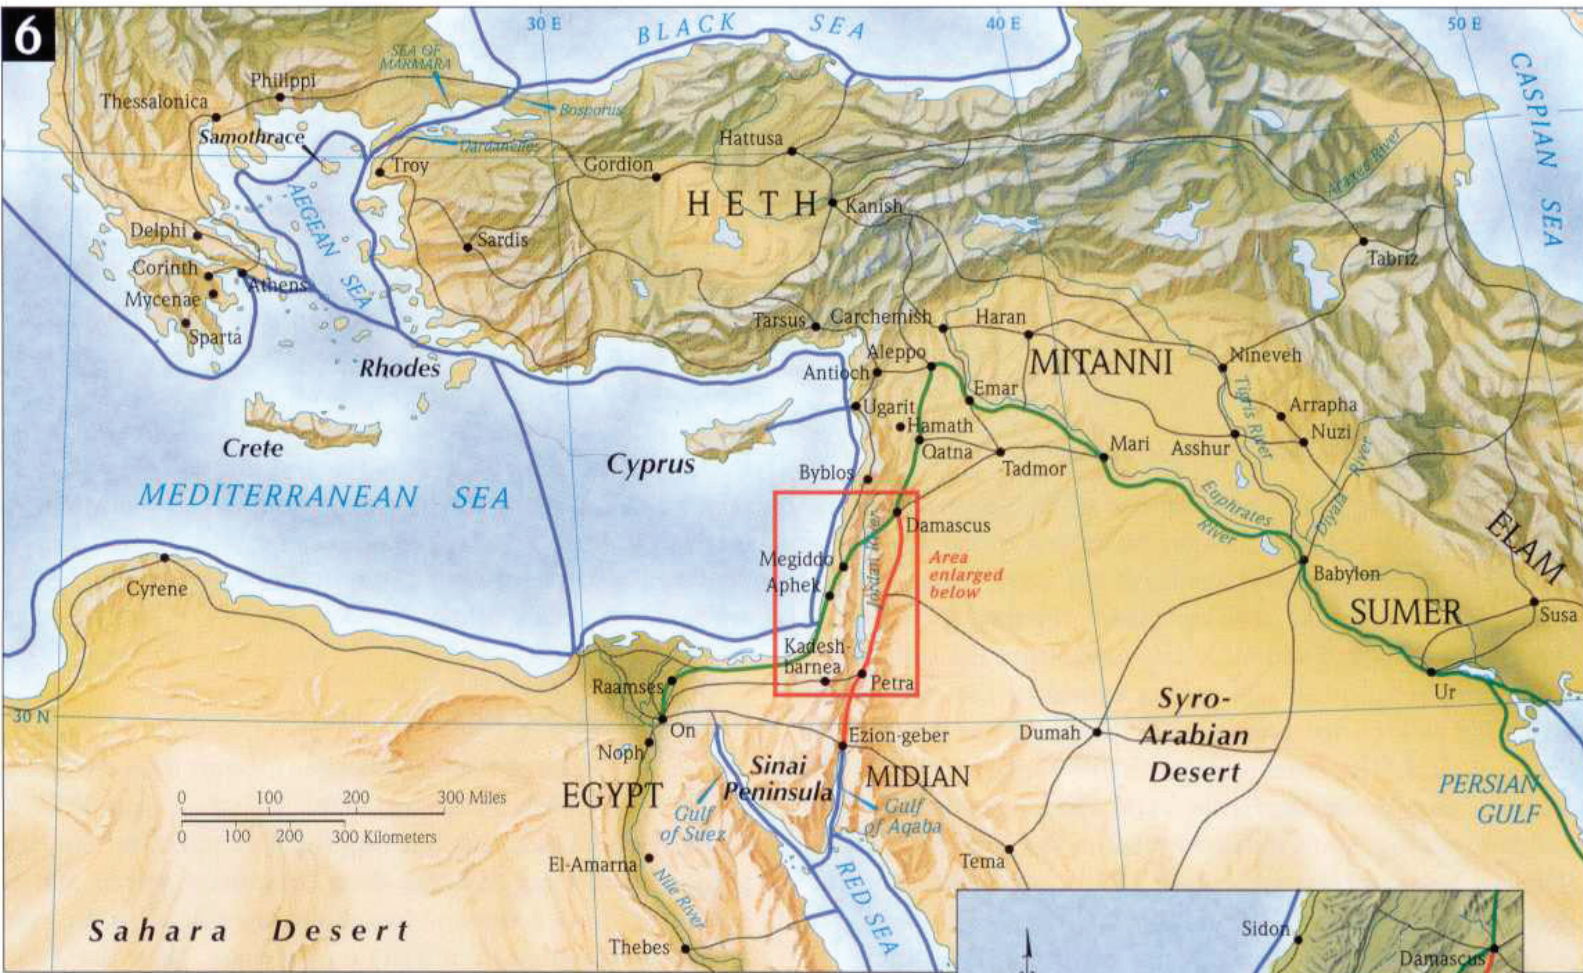 6
30 E
40 E
50 E
BLACK SEA
SEA OF
MARMARA
CASPIAN SEA
Philippi
Thessalonica
Bosporus
Samothrace
Dardanelles
Hattusa
Troy
Gordion
Araxes River
HETH
Kanish
AEGEAN SEA
Delphi
Sardis
Tabriz
Corinth
Athens
Mycenae
Sparta
Tarsus
Carchemish
Haran
Rhodes
Aleppo
MITANNI
Nineveh
Antioch
Emar
Tigris River
Ugarit
Arrapha
Hamath
Nuzi
Crete
Qatna
Asshur
Mari
Cyprus
Tadmor
Byblos
MEDITERRANEAN SEA
Euphrates
River
Diyala River
Damascus
ELAM
Jordan River
Megiddo
Area
enlarged
below
Aphek
Babylon
Cyrene
SUMER
Susa
Kadesh-
barnea
Raamses
Petra
Ur
30 N
On
Syro-
Arabian
Desert
Dumah
Noph
Ezion-geber
Sinai
Peninsula
MIDIAN
EGYPT
PERSIAN
GULF
0 100 200 300 Miles
0 100 200 300 Kilometers
Gulf
of Suez
Gulf
of Aqaba
El-Amarna
Tema
Nile River
RED SEA
Sahara Desert
Thebes
Sidon
Damascus